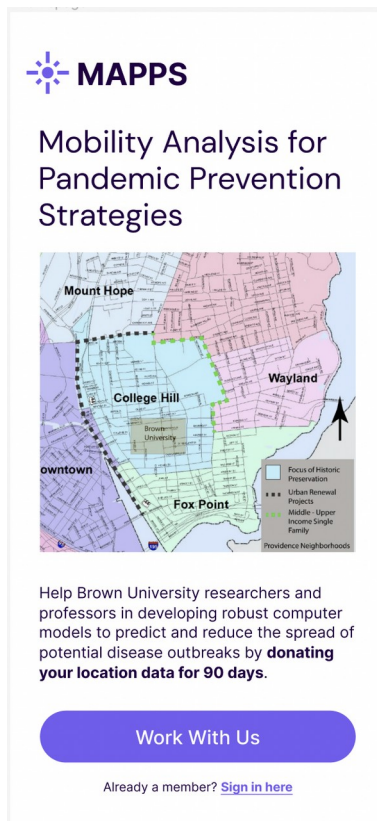 MAPPS
Mobility Analysis for
Pandemic Prevention
Strategies
Mount Hope
Wayland
College Hill
Brown
University
owntown
Fox Point
Focus of Historic
Preservation
Urban Renewal
Projects
Middle - Upper
Income Single
Family
Providence Neighborhoods
Help Brown University researchers and
professors in developing robust computer
models to predict and reduce the spread of
potential disease outbreaks by donating
your location data for 90 days.
Work With Us
Already a member? Sign in here